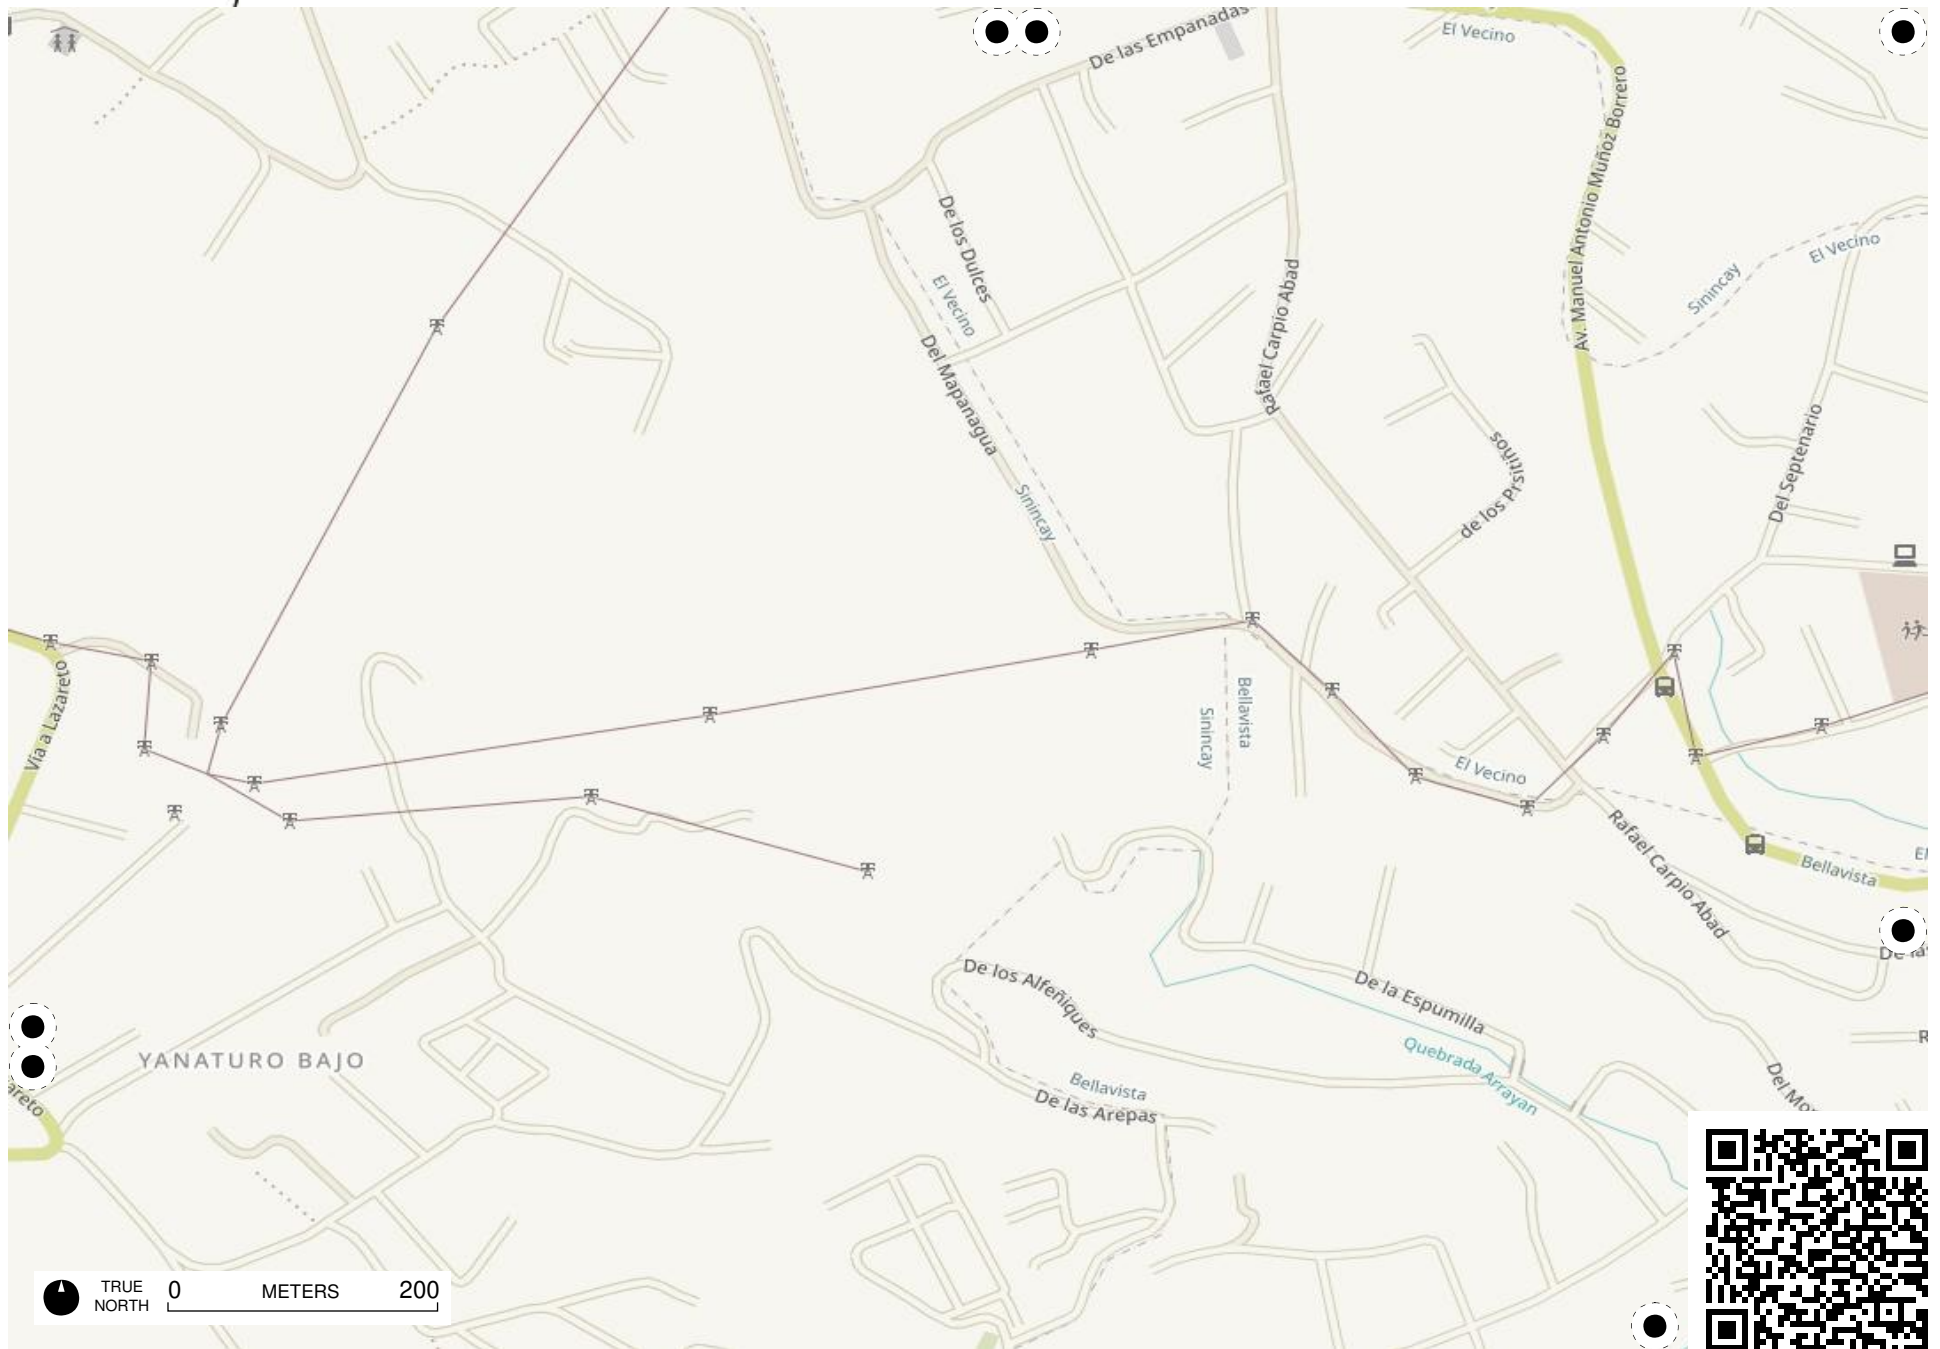 De las Empanadas
El Vecino
Av. Manuel Antonio Muñoz Borrero
De los Dulces
El Vecino
Sinincay
El Vecino
Rafael Carpio Abad
Del Mapanagua
Del Septenario
de los Prsitiños
Sinincay
Vía a Lazareto
Bellavista
Sinincay
El Vecino
Rafael Carpio Abad
Bellavista
De los Alfeñiques
De la Espumilla
Quebrada Arrayan
YANATURO BAJO
Bellavista
De las Arepas
TRUE
NORTH
0 METERS 200